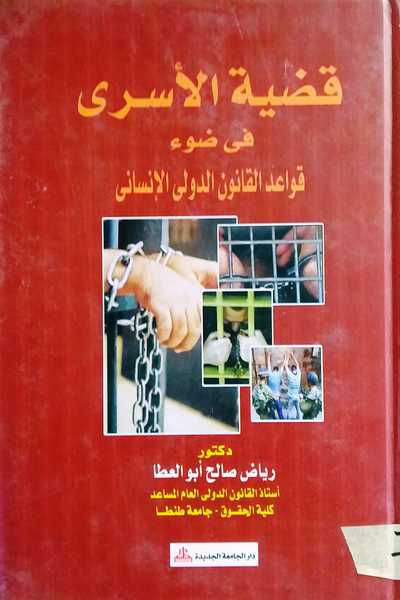 قضية الأسرى
فى ضوء
قواعد القانون الدولى الإنسانى
دكتور
رياض صالح أبو العطا
أستاذ القانون الدولى العام المساعد
كلية الحقوق - جامعة طنطا
دار الجامعة الجديدة